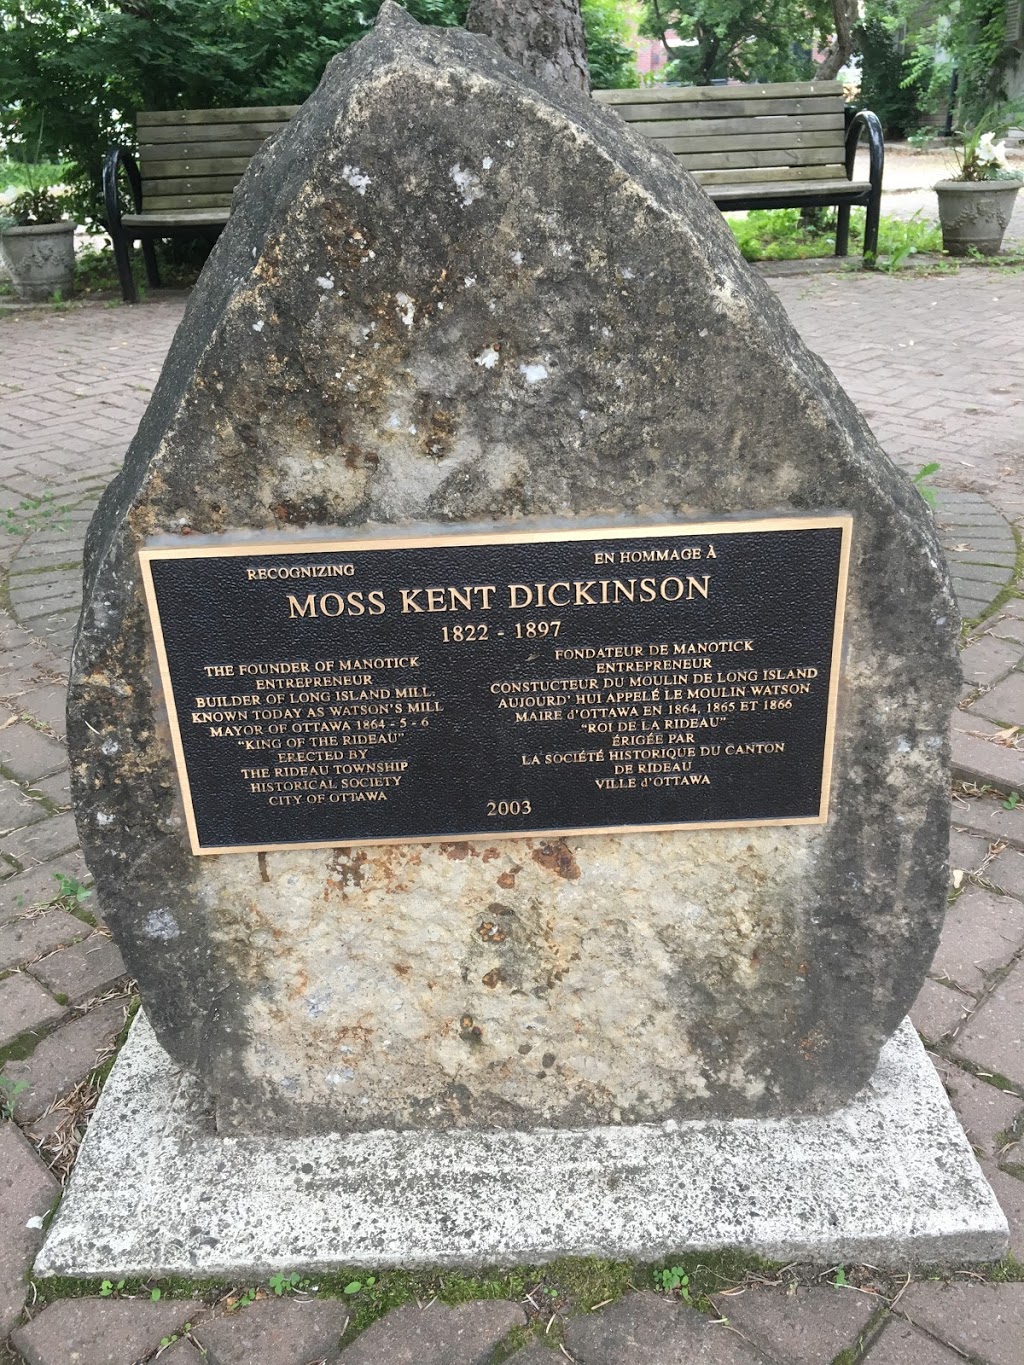 RECOGNIZING
EN HOMMAGE À
MOSS KENT DICKINSON
1822 - 1897
THE FOUNDER OF MANOTICK
ENTREPRENEUR
BUILDER OF LONG ISLAND MILL.
KNOWN TODAY AS WATSON'S MILL
MAYOR OF OTTAWA 1864 - 5 - 6
"KING OF THE RIDEAU"
ERECTED BY
THE RIDEAU TOWNSHIP
HISTORICAL SOCIETY
CITY OF OTTAWA
FONDATEUR DE MANOTICK
ENTREPRENEUR
CONSTUCTEUR DU MOULIN DE LONG ISLAND
AUJOURD' HUI APPELÉ LE MOULIN WATSON
MAIRE d'OTTAWA EN 1864, 1865 ET 1866
"ROI DE LA RIDEAU"
ÉRIGÉE PAR
LA SOCIÉTÉ HISTORIQUE DU CANTON
DE RIDEAU
VILLE d'OTTAWA
2003